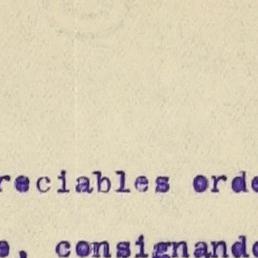 reciables orde
e, consignando